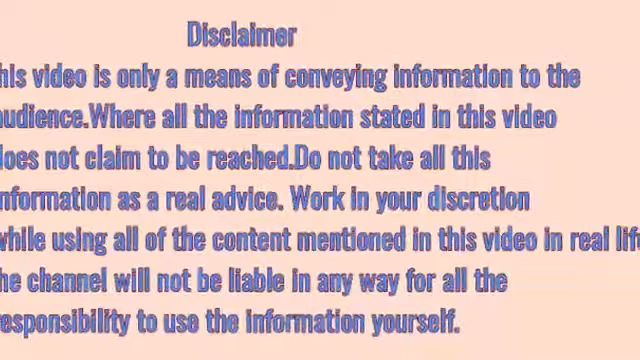 Disclaimer
his video is only a means of conveying information to the
audience.Where all the information stated in this video
does not claim to be reached.Do not take all this
nformation as a real advice. Work in your discretion
while using all of the content mentioned in this video in real life
he channel will not be liable in any way for all the
responsibility to use the information yourself.